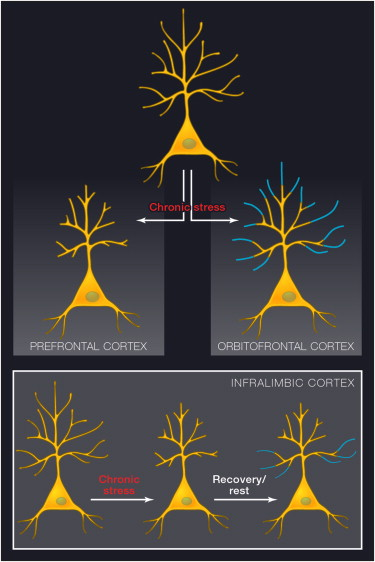 Chronic stress
PREFRONTAL CORTEX
ORBITOFRONTAL CORTEX
INFRALIMBIC CORTEX
Chronic
stress
Recovery/
rest